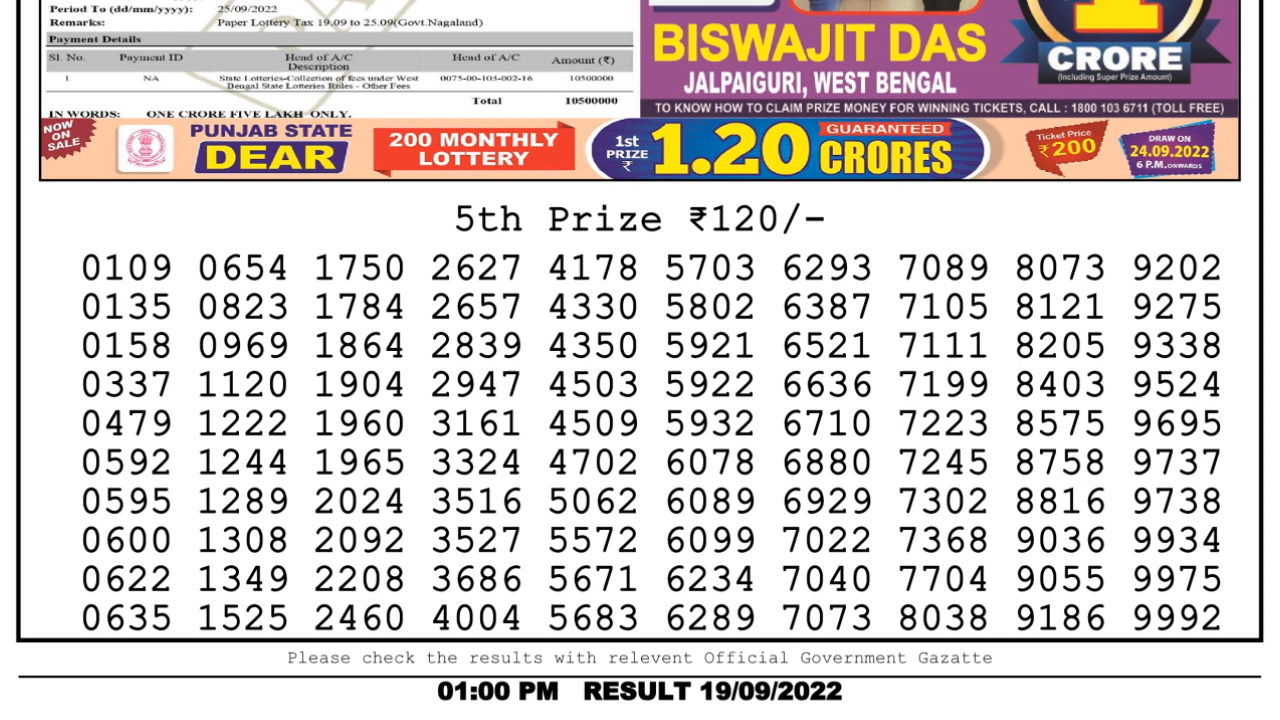 Period To (dd/mm/yyyy): 25/09/2022
Remarks: Paper Lottery Tax 19.09 to 25.09(Govt.Nagaland)
Payment Details
Sl. No. Payment ID Head of A/C Description Head of A/C Amount (₹)
1 NA State Lotteries-Collection of fees under West Bengal State Lotteries Rules - Other Fees 0075-00-103-002-16 10500000
Total 10500000
IN WORDS: ONE CRORE FIVE LAKH ONLY.
BISWAJIT DAS
JALPAIGURI, WEST BENGAL
1
CRORE
(Including Super Prize Amount)
TO KNOW HOW TO CLAIM PRIZE MONEY FOR WINNING TICKETS, CALL : 1800 103 6711 (TOLL FREE)
NOW ON SALE
PUNJAB STATE
DEAR
200 MONTHLY
LOTTERY
1st
PRIZE
₹
1.20
GUARANTEED
CRORES
Ticket Price
₹200
DRAW ON
24.09.2022
6 P.M. ONWARDS
5th Prize ₹120/-
0109 0654 1750 2627 4178 5703 6293 7089 8073 9202
0135 0823 1784 2657 4330 5802 6387 7105 8121 9275
0158 0969 1864 2839 4350 5921 6521 7111 8205 9338
0337 1120 1904 2947 4503 5922 6636 7199 8403 9524
0479 1222 1960 3161 4509 5932 6710 7223 8575 9695
0592 1244 1965 3324 4702 6078 6880 7245 8758 9737
0595 1289 2024 3516 5062 6089 6929 7302 8816 9738
0600 1308 2092 3527 5572 6099 7022 7368 9036 9934
0622 1349 2208 3686 5671 6234 7040 7704 9055 9975
0635 1525 2460 4004 5683 6289 7073 8038 9186 9992
Please check the results with relevent Official Government Gazatte
01:00 PM RESULT 19/09/2022